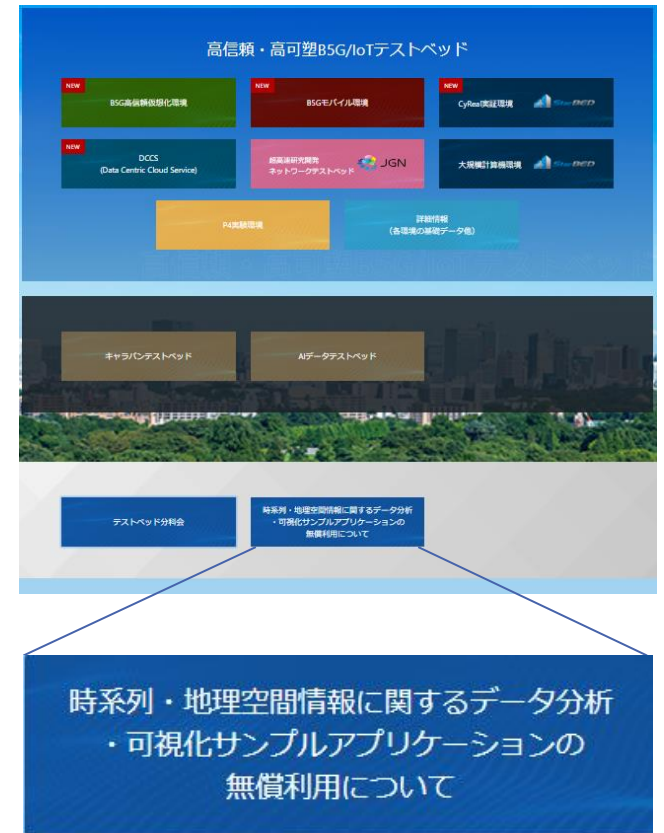 高信頼・高可塑B5G/IoTテストベッド
NEW
B5G高信頼仮想化環境
NEW
B5Gモバイル環境
NEW
CyReal実証環境
StarBED
NEW
DCCS
(Data Centric Cloud Service)
超高速研究開発
ネットワークテストベッド
JGN
大規模計算機環境
StarBED
P4実験環境
詳細情報
(各環境の基礎データ他)
キャラバンテストベッド
AIデータテストベッド
テストベッド分科会
時系列・地理空間情報に関するデータ分析
・可視化サンプルアプリケーションの
無償利用について
時系列・地理空間情報に関するデータ分析
・可視化サンプルアプリケーションの
無償利用について